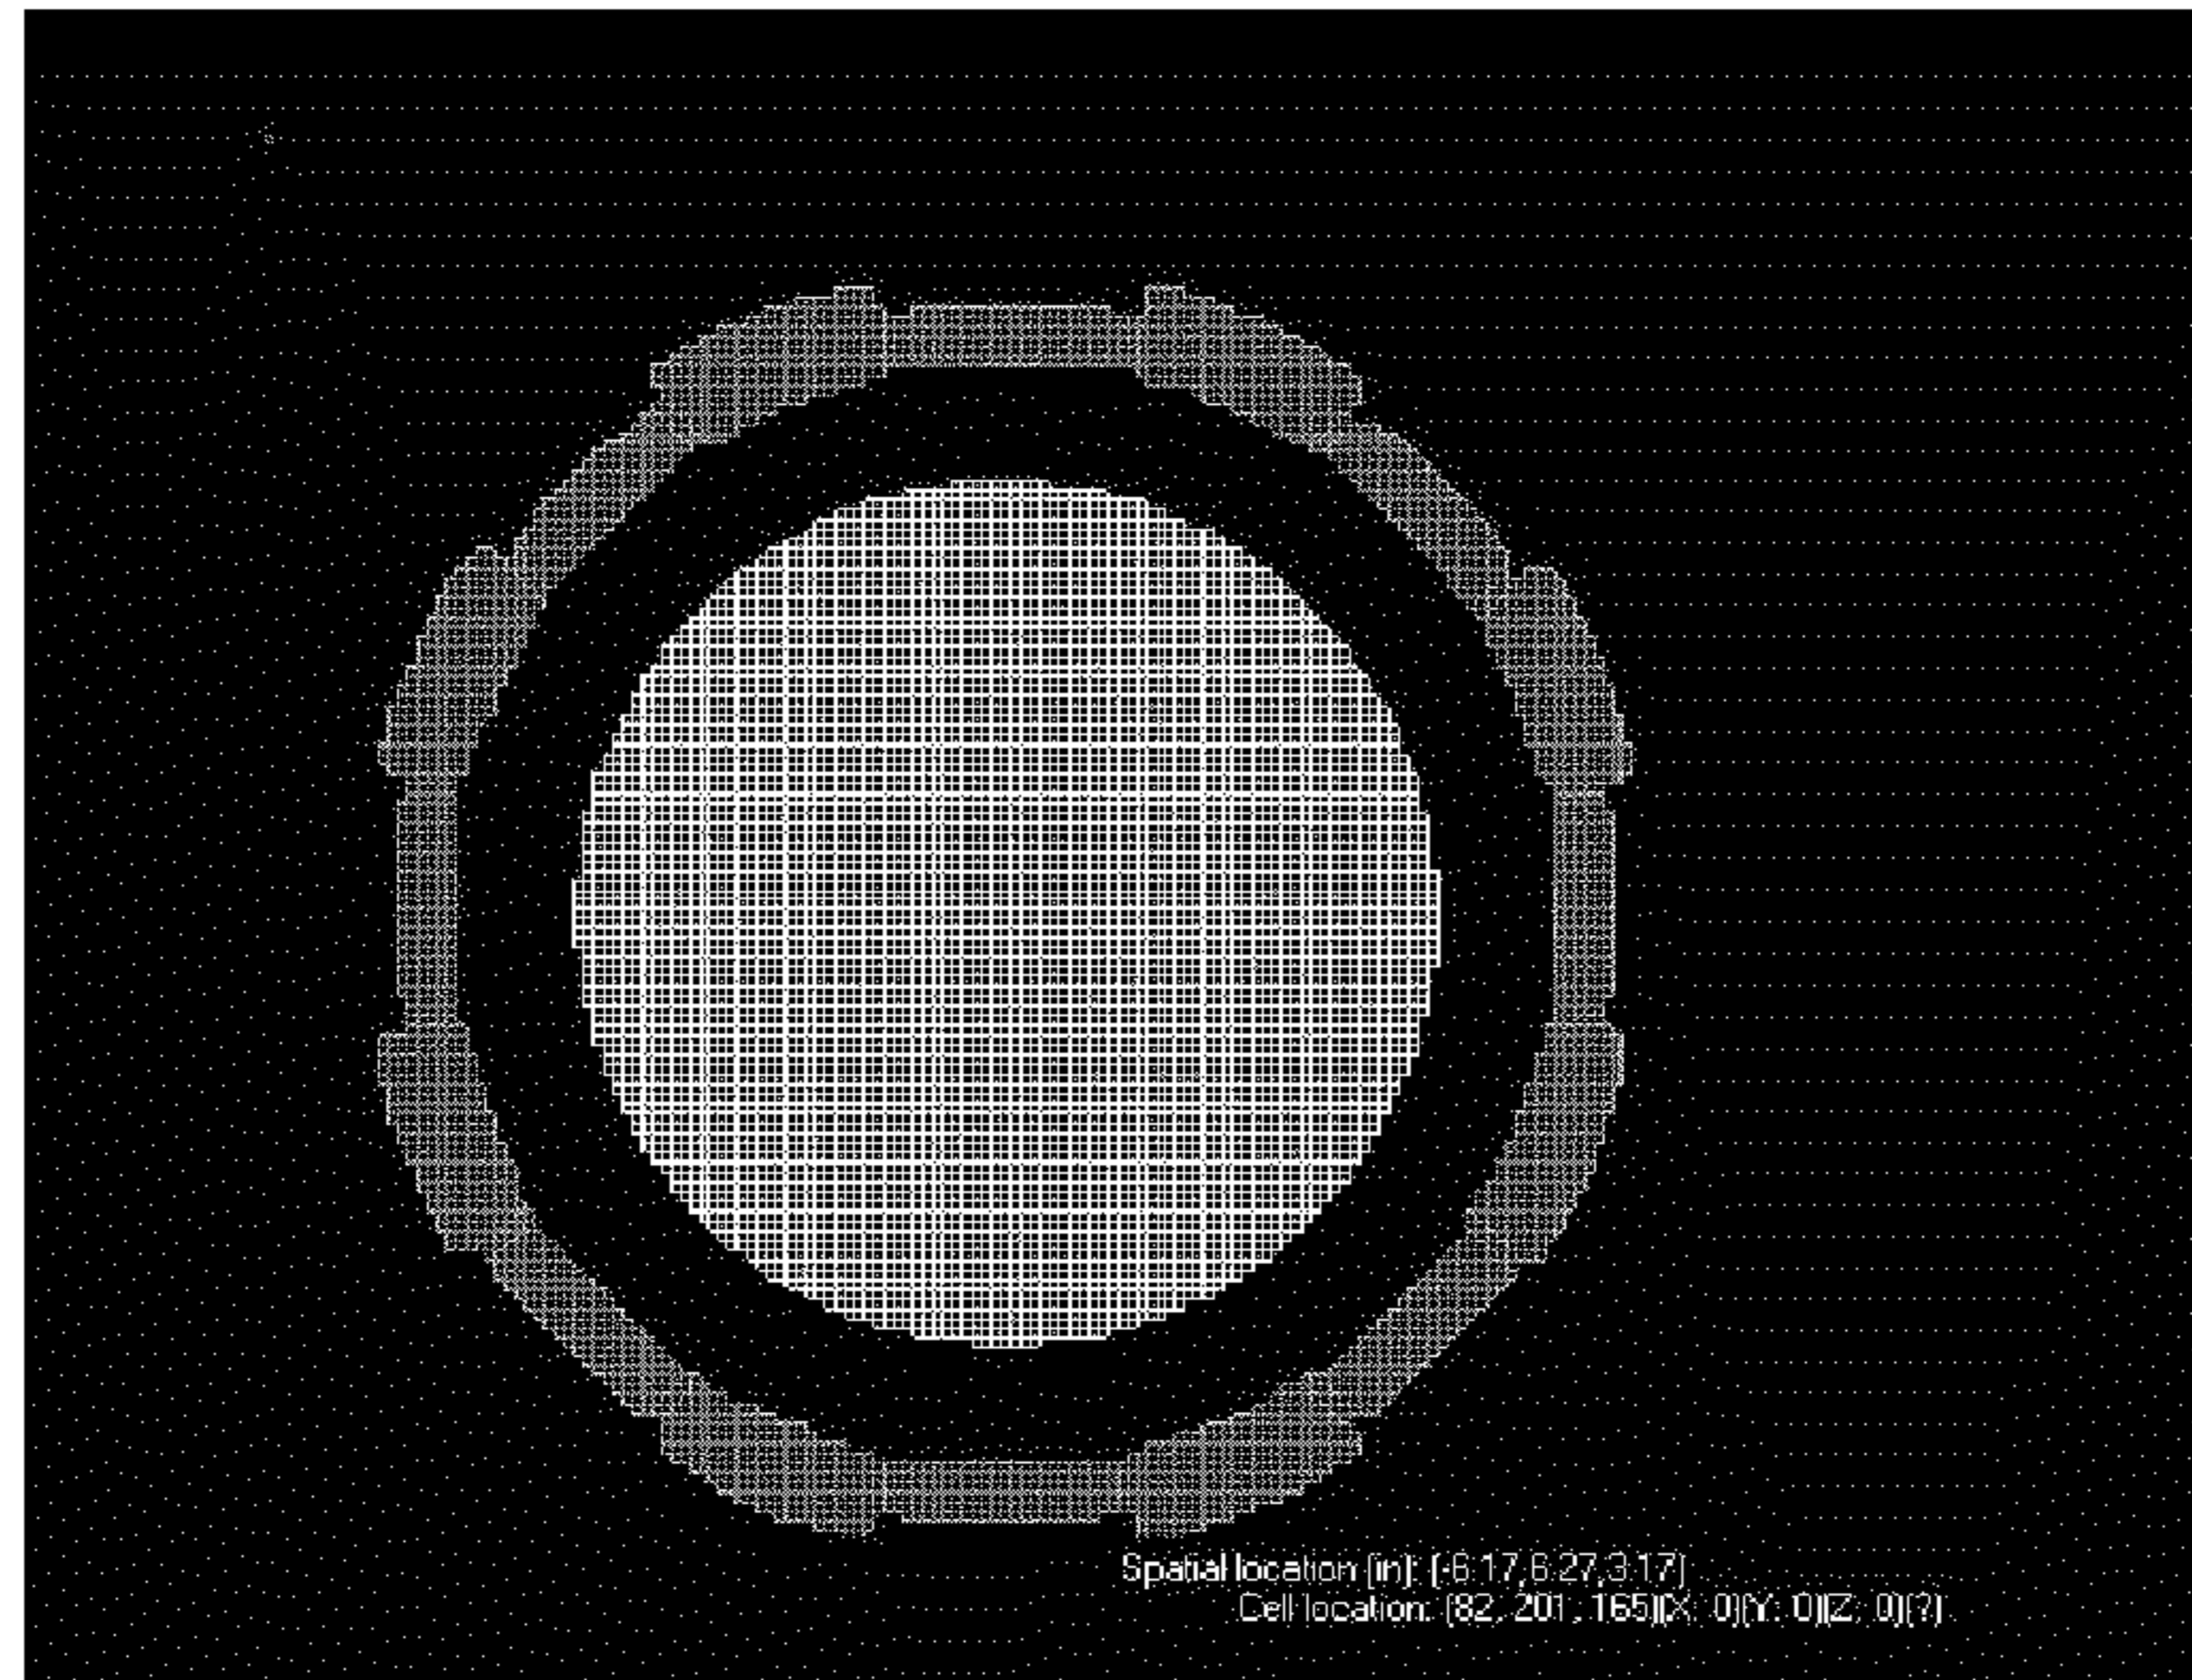 Spatial location (in): (-6.17,6.27,3.17)
Cell location: (82, 201, 165)(X: 0)(Y: 0)(Z: 0)(?)